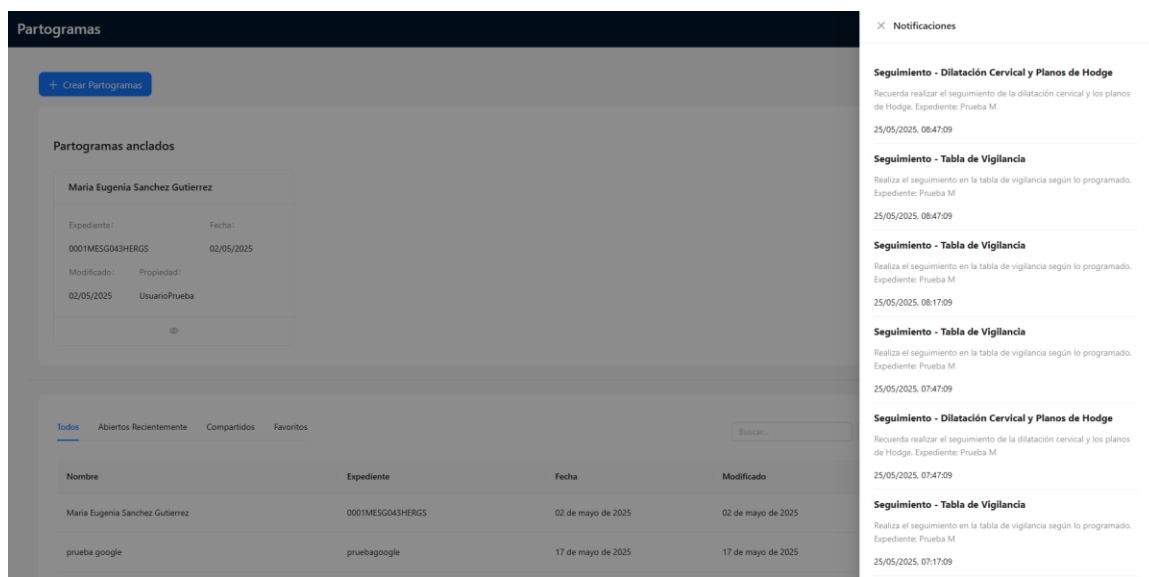 Partogramas
+ Crear Partogramas
Partogramas anclados
Maria Eugenia Sanchez Gutierrez
Expediente: Fecha:
0001MESG043HERGS 02/05/2025
Modificado: Propiedad:
02/05/2025 UsuarioPrueba
Todos Abiertos Recientemente Compartidos Favoritos Buscar...
Nombre Expediente Fecha Modificado
Maria Eugenia Sanchez Gutierrez 0001MESG043HERGS 02 de mayo de 2025 02 de mayo de 2025
prueba google pruebagoogle 17 de mayo de 2025 17 de mayo de 2025
Notificaciones
Seguimiento - Dilatación Cervical y Planos de Hodge
Recuerda realizar el seguimiento de la dilatación cervical y los planos
de Hodge. Expediente: Prueba M
25/05/2025, 08:47:09
Seguimiento - Tabla de Vigilancia
Realiza el seguimiento en la tabla de vigilancia según lo programado.
Expediente: Prueba M
25/05/2025, 08:47:09
Seguimiento - Tabla de Vigilancia
Realiza el seguimiento en la tabla de vigilancia según lo programado.
Expediente: Prueba M
25/05/2025, 08:17:09
Seguimiento - Tabla de Vigilancia
Realiza el seguimiento en la tabla de vigilancia según lo programado.
Expediente: Prueba M
25/05/2025, 07:47:09
Seguimiento - Dilatación Cervical y Planos de Hodge
Recuerda realizar el seguimiento de la dilatación cervical y los planos
de Hodge. Expediente: Prueba M
25/05/2025, 07:47:09
Seguimiento - Tabla de Vigilancia
Realiza el seguimiento en la tabla de vigilancia según lo programado.
Expediente: Prueba M
25/05/2025, 07:17:09